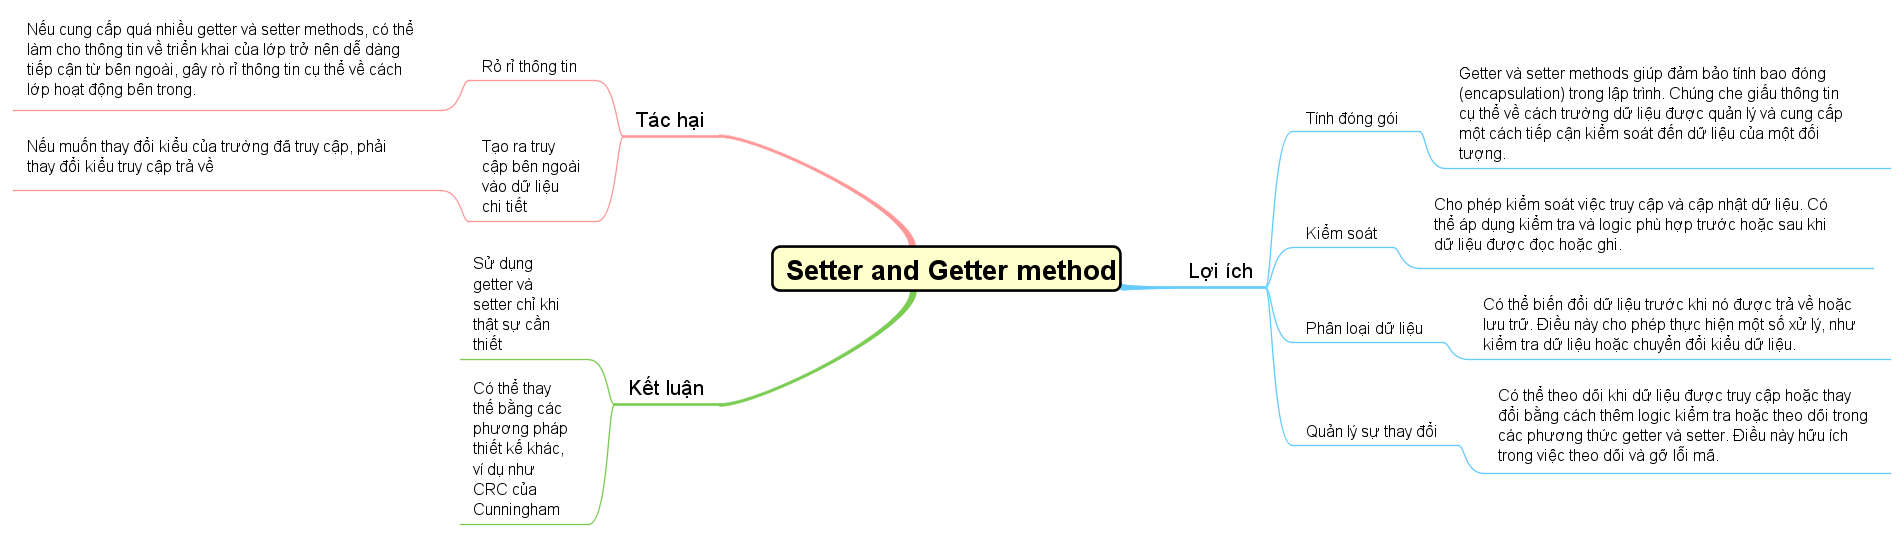 Setter and Getter method
Tác hại
Rỏ rỉ thông tin
Nếu cung cấp quá nhiều getter và setter methods, có thể
làm cho thông tin về triển khai của lớp trở nên dễ dàng
tiếp cận từ bên ngoài, gây rò rỉ thông tin cụ thể về cách
lớp hoạt động bên trong.
Tạo ra truy
cập bên ngoài
vào dữ liệu
chi tiết
Nếu muốn thay đổi kiểu của trường đã truy cập, phải
thay đổi kiểu truy cập trả về
Kết luận
Sử dụng
getter và
setter chỉ khi
thật sự cần
thiết
Có thể thay
thế bằng các
phương pháp
thiết kế khác,
ví dụ như
CRC của
Cunningham
Lợi ích
Tính đóng gói
Getter và setter methods giúp đảm bảo tính bao đóng
(encapsulation) trong lập trình. Chúng che giấu thông tin
cụ thể về cách trường dữ liệu được quản lý và cung cấp
một cách tiếp cận kiểm soát đến dữ liệu của một đối
tượng.
Kiểm soát
Cho phép kiểm soát việc truy cập và cập nhật dữ liệu. Có
thể áp dụng kiểm tra và logic phù hợp trước hoặc sau khi
dữ liệu được đọc hoặc ghi.
Phân loại dữ liệu
Có thể biến đổi dữ liệu trước khi nó được trả về hoặc
lưu trữ. Điều này cho phép thực hiện một số xử lý, như
kiểm tra dữ liệu hoặc chuyển đổi kiểu dữ liệu.
Quản lý sự thay đổi
Có thể theo dõi khi dữ liệu được truy cập hoặc thay
đổi bằng cách thêm logic kiểm tra hoặc theo dõi trong
các phương thức getter và setter. Điều này hữu ích
trong việc theo dõi và gỡ lỗi mã.